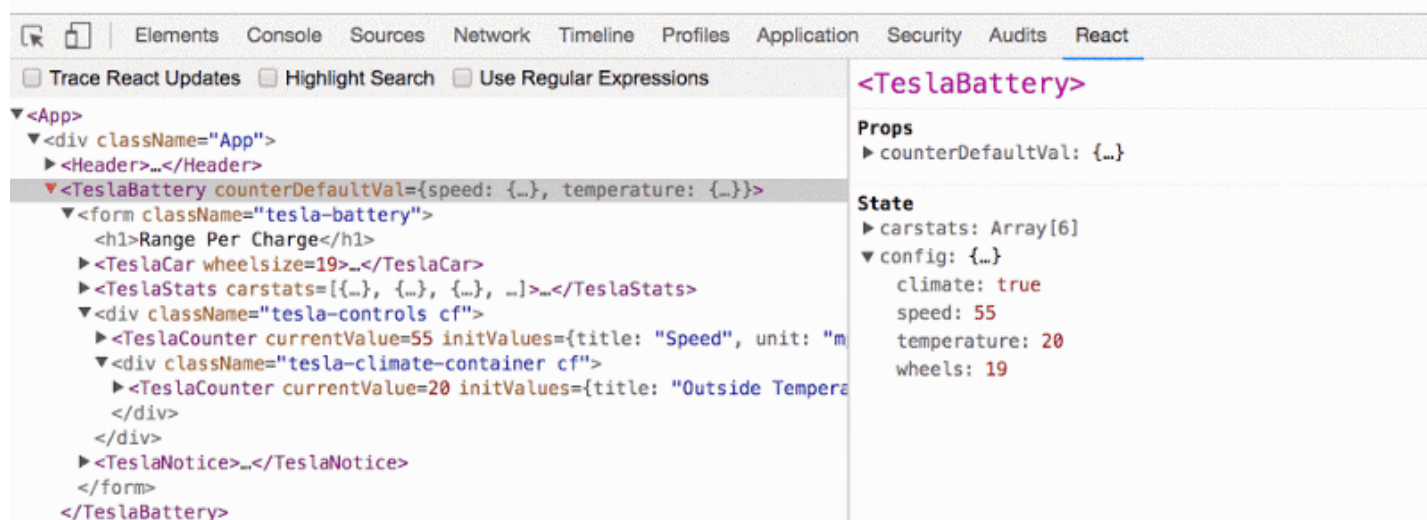 Elements Console Sources Network Timeline Profiles Application Security Audits React
Trace React Updates Highlight Search Use Regular Expressions
<App>
<div className="App">
<Header>…</Header>
<TeslaBattery counterDefaultVal={speed: {…}, temperature: {…}}>
<form className="tesla-battery">
<h1>Range Per Charge</h1>
<TeslaCar wheelsize=19>…</TeslaCar>
<TeslaStats carstats=[{…}, {…}, {…}, …]>…</TeslaStats>
<div className="tesla-controls cf">
<TeslaCounter currentValue=55 initValues={title: "Speed", unit: "m
<div className="tesla-climate-container cf">
<TeslaCounter currentValue=20 initValues={title: "Outside Tempera
</div>
</div>
<TeslaNotice>…</TeslaNotice>
</form>
</TeslaBattery>
<TeslaBattery>
Props
counterDefaultVal: {…}
State
carstats: Array[6]
config: {…}
climate: true
speed: 55
temperature: 20
wheels: 19